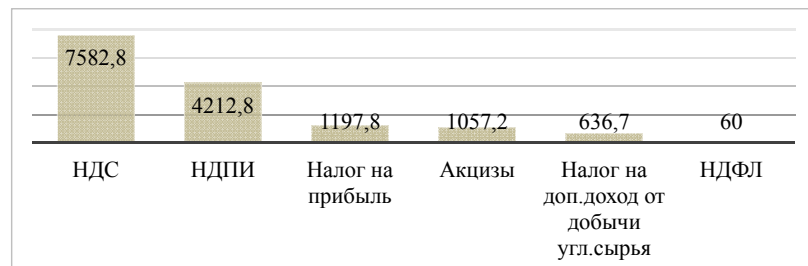 7582,8
4212,8
1197,8
1057,2
636,7
60
НДС
НДПИ
Налог на
прибыль
Акцизы
Налог на
доп.доход от
добычи
угл.сырья
НДФЛ